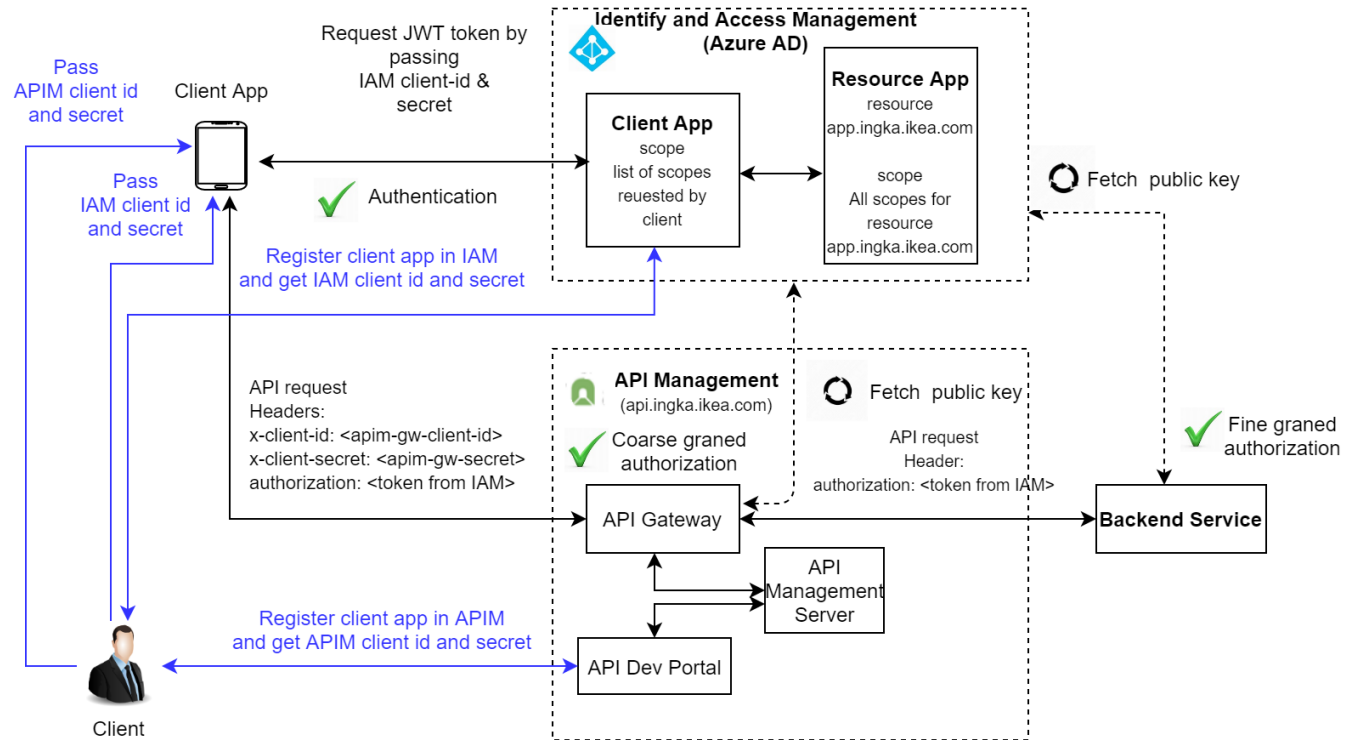 Pass
APIM client id
and secret
Client App
Pass
IAM client id
and secret
Request JWT token by
passing
IAM client-id &
secret
Authentication
Register client app in IAM
and get IAM client id and secret
Identify and Access Management
(Azure AD)
Client App
scope
list of scopes
reuested by
client
Resource App
resource
app.ingka.ikea.com
scope
All scopes for
resource
app.ingka.ikea.com
Fetch public key
API request
Headers:
x-client-id: <apim-gw-client-id>
x-client-secret: <apim-gw-secret>
authorization: <token from IAM>
API Management
(api.ingka.ikea.com)
Coarse graned
authorization
Fetch public key
API request
Header:
authorization: <token from IAM>
Fine graned
authorization
API Gateway
Backend Service
API
Management
Server
Register client app in APIM
and get APIM client id and secret
API Dev Portal
Client